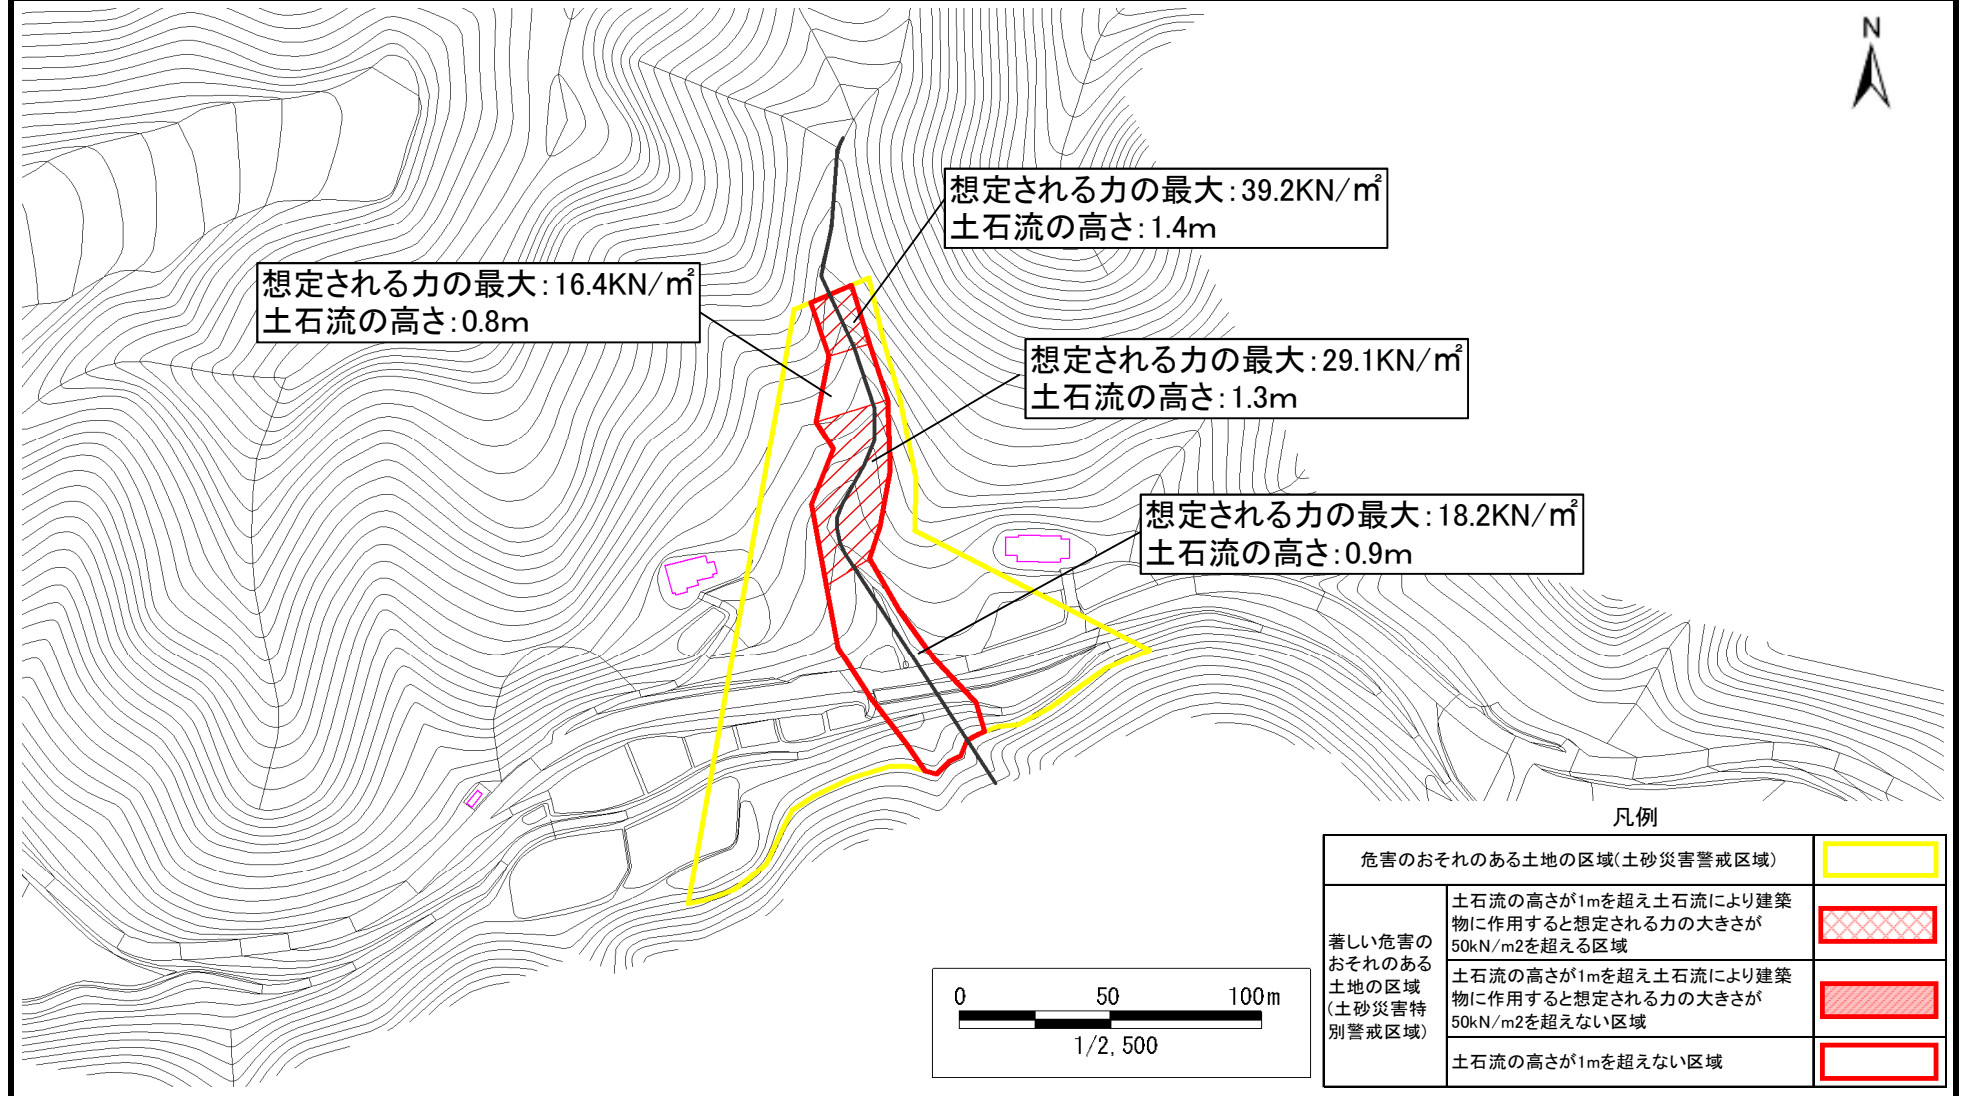 N
想定される力の最大:39.2KN/㎡
土石流の高さ:1.4m
想定される力の最大:16.4KN/㎡
土石流の高さ:0.8m
想定される力の最大:29.1KN/㎡
土石流の高さ:1.3m
想定される力の最大:18.2KN/㎡
土石流の高さ:0.9m
凡例
危害のおそれのある土地の区域(土砂災害警戒区域)
著しい危害の
おそれのある
土地の区域
(土砂災害特
別警戒区域)
土石流の高さが1mを超え土石流により建築
物に作用すると想定される力の大きさが
50kN/m2を超える区域
土石流の高さが1mを超え土石流により建築
物に作用すると想定される力の大きさが
50kN/m2を超えない区域
土石流の高さが1mを超えない区域
0 50 100m
1/2,500